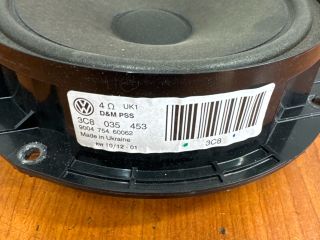 4 Ω UK1
D&M PSS
3C8 035 453
9004 754 60062
Made in Ukraine
kw 10/12 - 01
3C8